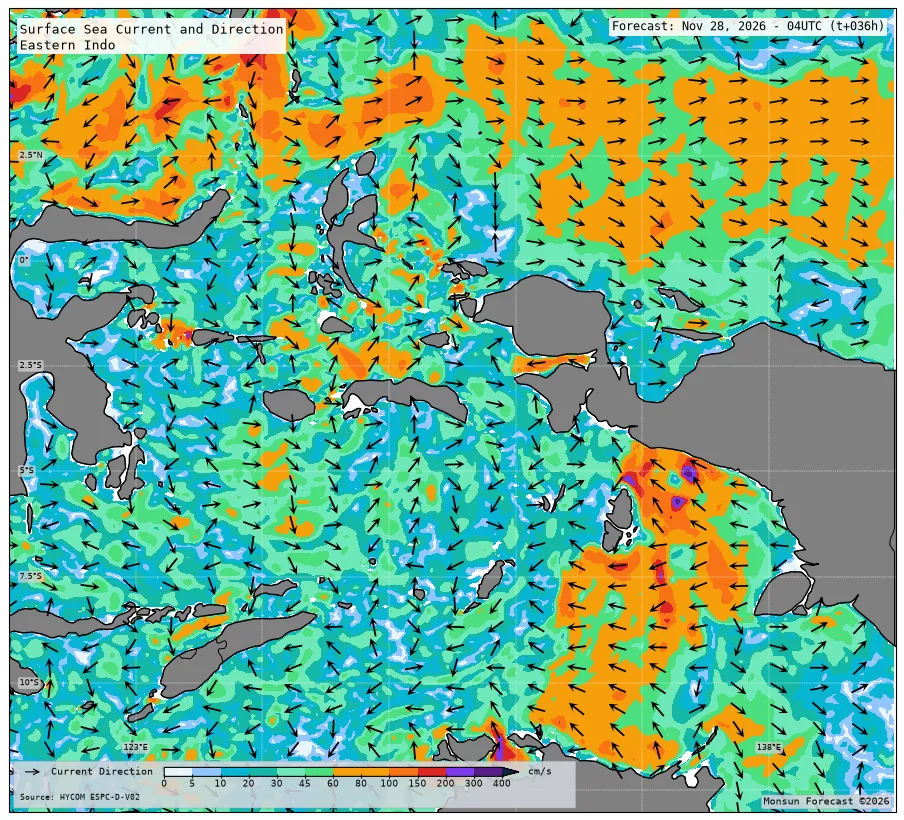 Surface Sea Current and Direction
Eastern Indo
Forecast: Nov 28, 2026 - 04UTC (t+036h)
2.5°N
0°
2.5°S
5°S
7.5°S
10°S
123°E
138°E
Current Direction
0 5 10 20 30 45 60 80 100 150 200 300 400
cm/s
Source: HYCOM ESPC-D-V02
Monsun Forecast ©2026